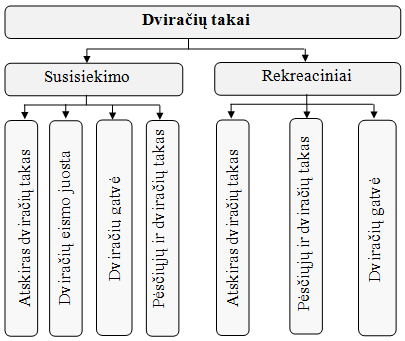 Dviračių takai
Susisiekimo
Rekreaciniai
Atskiras dviračių takas
Dviračių eismo juosta
Dviračių gatvė
Pėsčiųjų ir dviračių takas
Atskiras dviračių takas
Pėsčiųjų ir dviračių takas
Dviračių gatvė